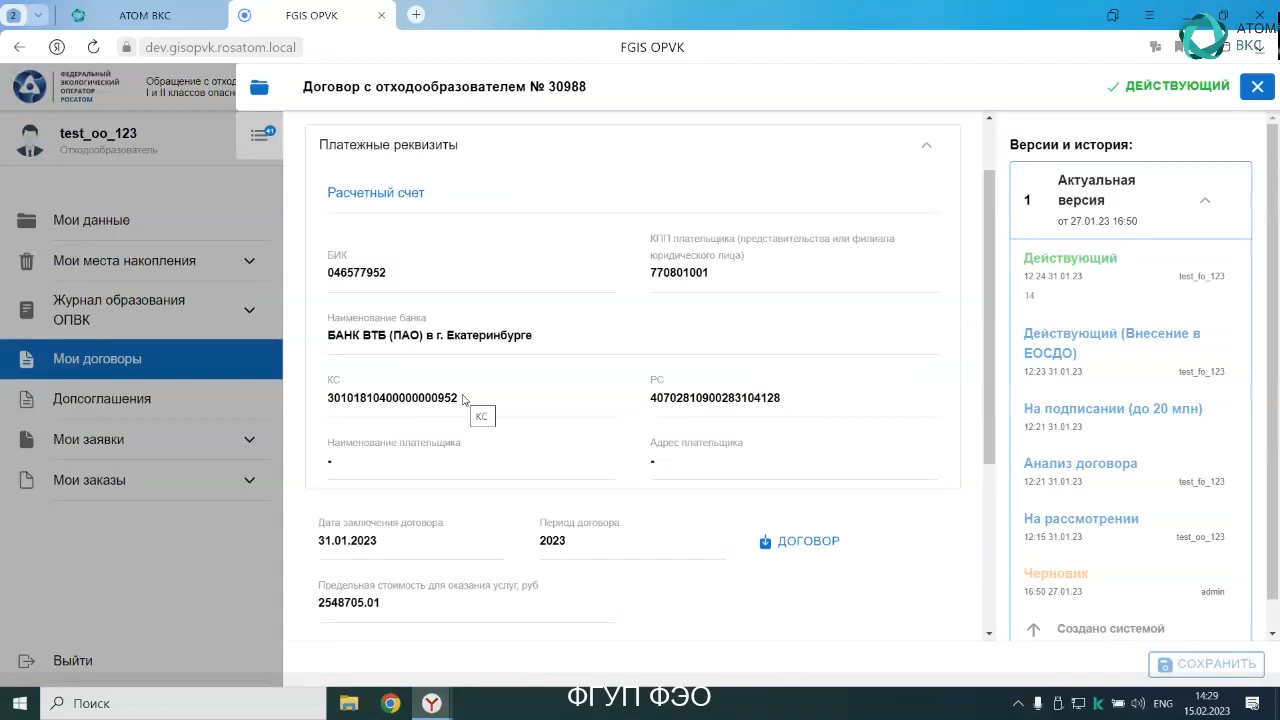 2
FGIS OPVK
dev.gisopvk.rosatom.local
FGIS OPVK
АТОМ
ВКС
ФЕДЕРАЛЬНЫЙ
ЭКОЛОГИЧЕСКИЙ
ОПЕРАТОР
РОСАТОМ
Обращение с отход
I и II классов опасн
Договор с отходообразователем № 30988
ДЕЙСТВУЮЩИЙ
test_oo_123
Отходообразователь
41
Мои данные
Мои места накопления
Журнал образования
ОПВК
Мои договоры
Допсоглашения
Мои заявки
Мои заказы
Выйти
Платежные реквизиты
Расчетный счет
БИК
046577952
КПП плательщика (представительства или филиала
юридического лица)
770801001
Наименование банка
БАНК ВТБ (ПАО) в г. Екатеринбурге
КС
30101810400000000952
КС
РС
40702810900283104128
Наименование плательщика
-
Адрес плательщика
-
Дата заключения договора
31.01.2023
Период договора
2023
ДОГОВОР
Предельная стоимость для оказания услуг, руб
2548705.01
Версии и история:
1
Актуальная
версия
от 27.01.23 16:50
Действующий
12:24 31.01.23 test_fo_123
14
Действующий (Внесение в
ЕОСДО)
12:23 31.01.23 test_fo_123
На подписании (до 20 млн)
12:21 31.01.23
Анализ договора
12:21 31.01.23 test_fo_123
На рассмотрении
12:15 31.01.23 test_oo_123
Черновик
16:50 27.01.23 admin
Создано системой
СОХРАНИТЬ
Поиск
ФГУП ФЭО
ENG
14:29
15.02.2023